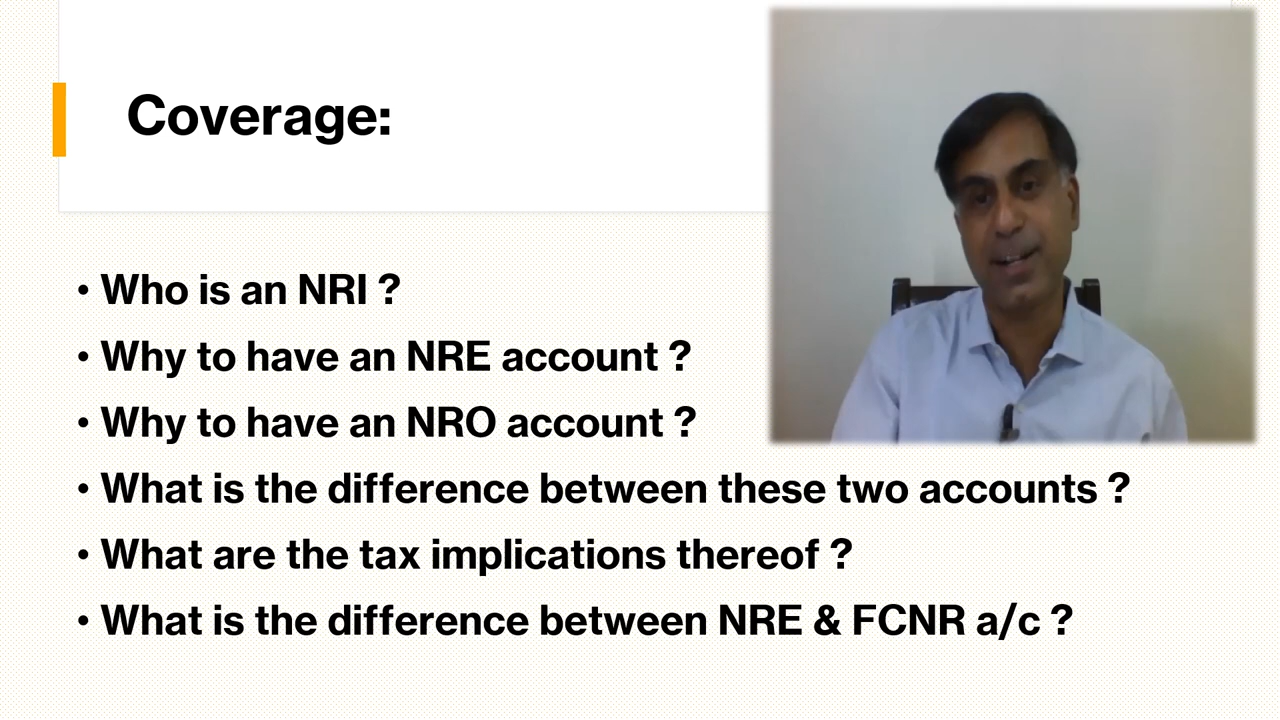 Coverage:
• Who is an NRI ?
• Why to have an NRE account ?
• Why to have an NRO account ?
• What is the difference between these two accounts ?
• What are the tax implications thereof ?
• What is the difference between NRE & FCNR a/c ?